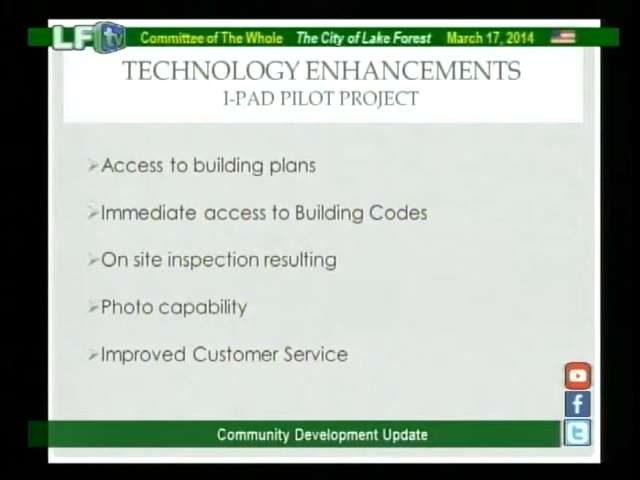 LFtv Committee of The Whole The City of Lake Forest March 17, 2014
TECHNOLOGY ENHANCEMENTS
I-PAD PILOT PROJECT
Access to building plans
Immediate access to Building Codes
On site inspection resulting
Photo capability
Improved Customer Service
Community Development Update